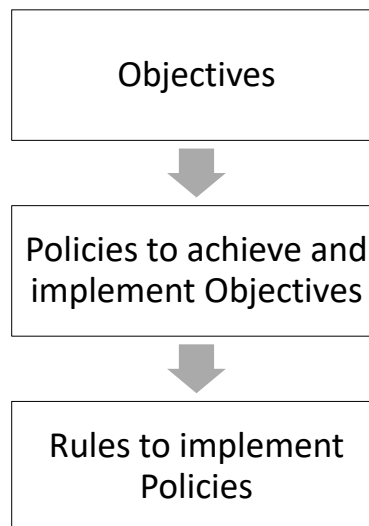 Objectives
Policies to achieve and
implement Objectives
Rules to implement
Policies